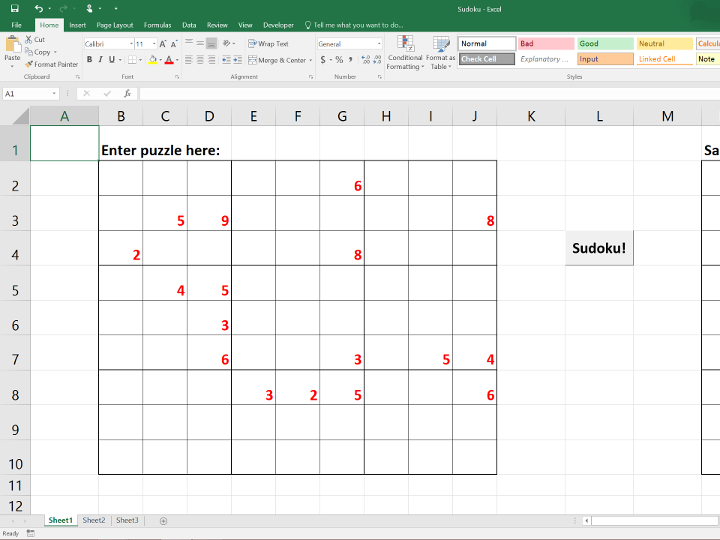 Sudoku - Excel
File Home Insert Page Layout Formulas Data Review View Developer Tell me what you want to do...
Paste Cut Copy Format Painter
Calibri 11 A A
B I U A
Wrap Text
Merge & Center
General
$ % ,
Conditional Formatting Format as Table
Normal Bad Good Neutral Calcula
Check Cell Explanatory ... Input Linked Cell Note
Clipboard Font Alignment Number Styles
A1 fx
A B C D E F G H I J K L M
1 Enter puzzle here: Sa
2 6
3 5 9 8
4 2 8 Sudoku!
5 4 5
6 3
7 6 3 5 4
8 3 2 5 6
9
10
11
12
Sheet1 Sheet2 Sheet3
Ready